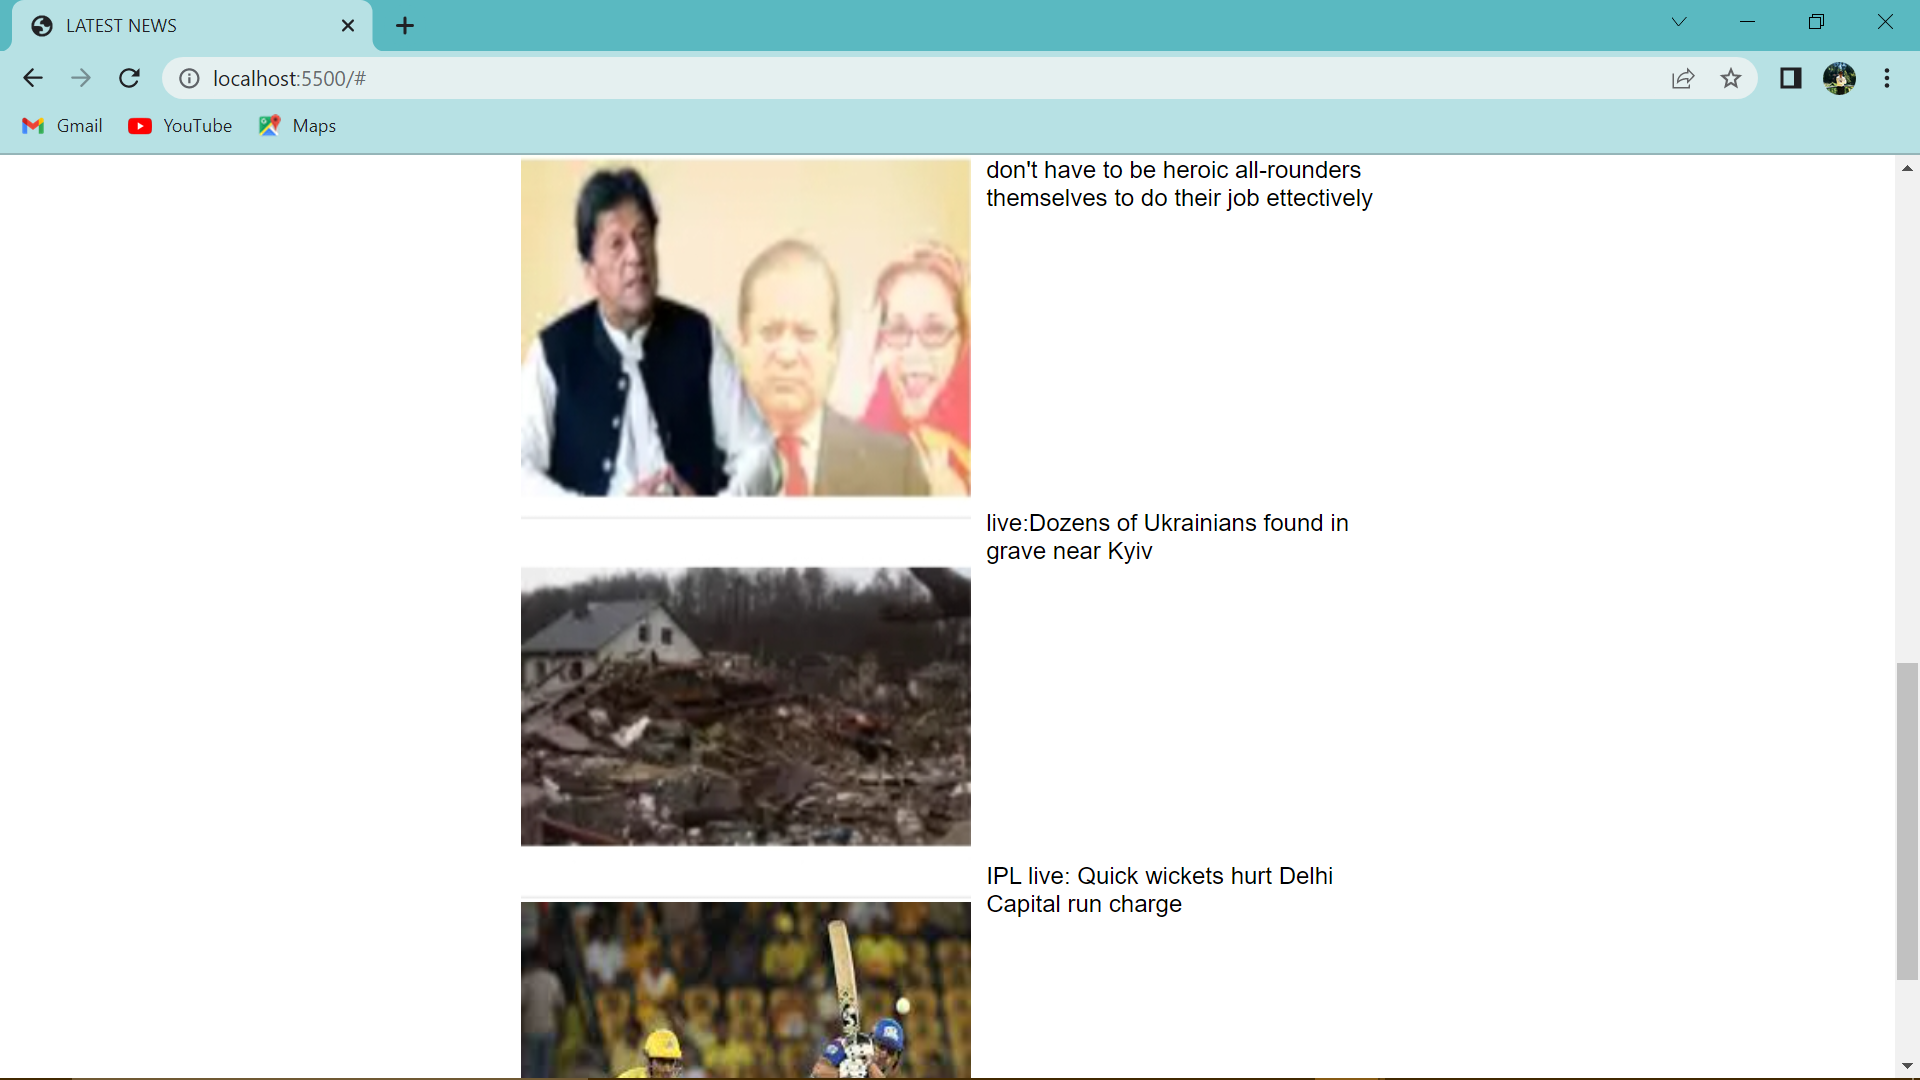 LATEST NEWS
localhost:5500/#
Gmail YouTube Maps
don't have to be heroic all-rounders
themselves to do their job ettectively
live:Dozens of Ukrainians found in
grave near Kyiv
IPL live: Quick wickets hurt Delhi
Capital run charge